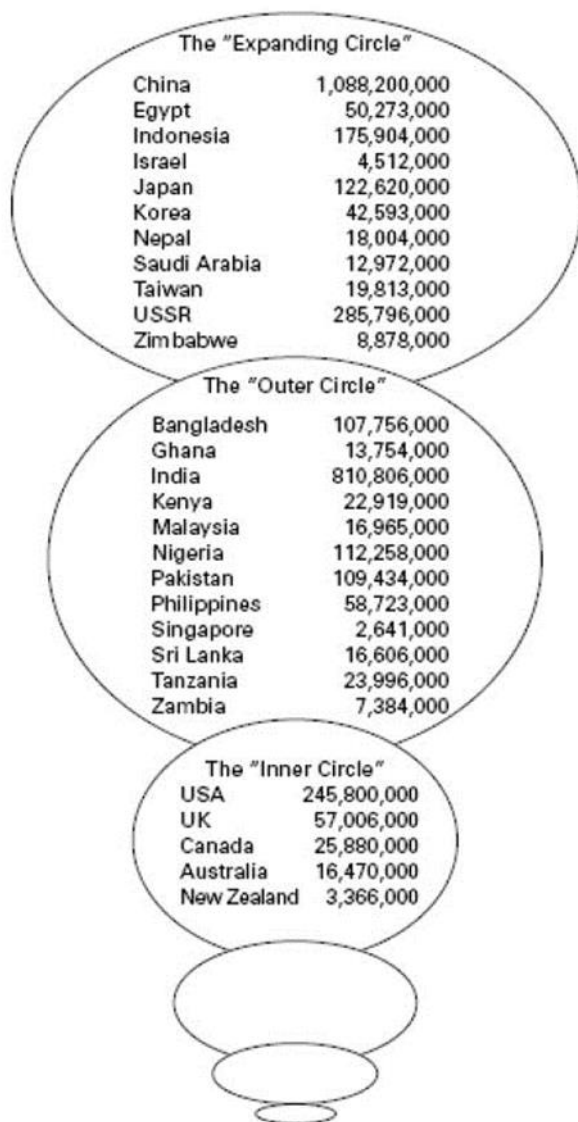 The "Expanding Circle"
China 1,088,200,000
Egypt 50,273,000
Indonesia 175,904,000
Israel 4,512,000
Japan 122,620,000
Korea 42,593,000
Nepal 18,004,000
Saudi Arabia 12,972,000
Taiwan 19,813,000
USSR 285,796,000
Zimbabwe 8,878,000
The "Outer Circle"
Bangladesh 107,756,000
Ghana 13,754,000
India 810,806,000
Kenya 22,919,000
Malaysia 16,965,000
Nigeria 112,258,000
Pakistan 109,434,000
Philippines 58,723,000
Singapore 2,641,000
Sri Lanka 16,606,000
Tanzania 23,996,000
Zambia 7,384,000
The "Inner Circle"
USA 245,800,000
UK 57,006,000
Canada 25,880,000
Australia 16,470,000
New Zealand 3,366,000